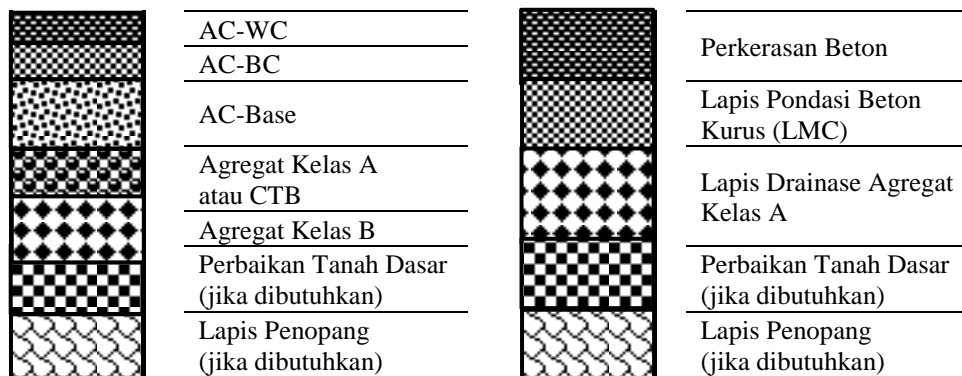 AC-WC
AC-BC
AC-Base
Agregat Kelas A
atau CTB
Agregat Kelas B
Perbaikan Tanah Dasar
(jika dibutuhkan)
Lapis Penopang
(jika dibutuhkan)
Perkerasan Beton
Lapis Pondasi Beton
Kurus (LMC)
Lapis Drainase Agregat
Kelas A
Perbaikan Tanah Dasar
(jika dibutuhkan)
Lapis Penopang
(jika dibutuhkan)